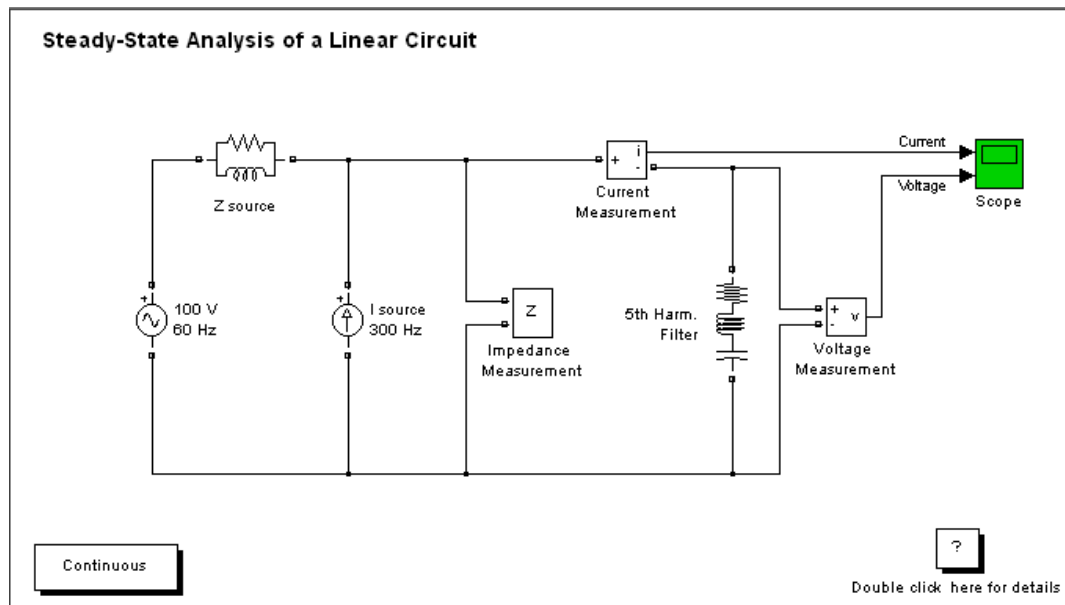 Steady-State Analysis of a Linear Circuit
Z source
+
i
-
Current
Measurement
Current
Voltage
Scope
+
100 V
60 Hz
+
I source
300 Hz
Z
Impedance
Measurement
5th Harm.
Filter
+
-
v
Voltage
Measurement
Continuous
?
Double click here for details